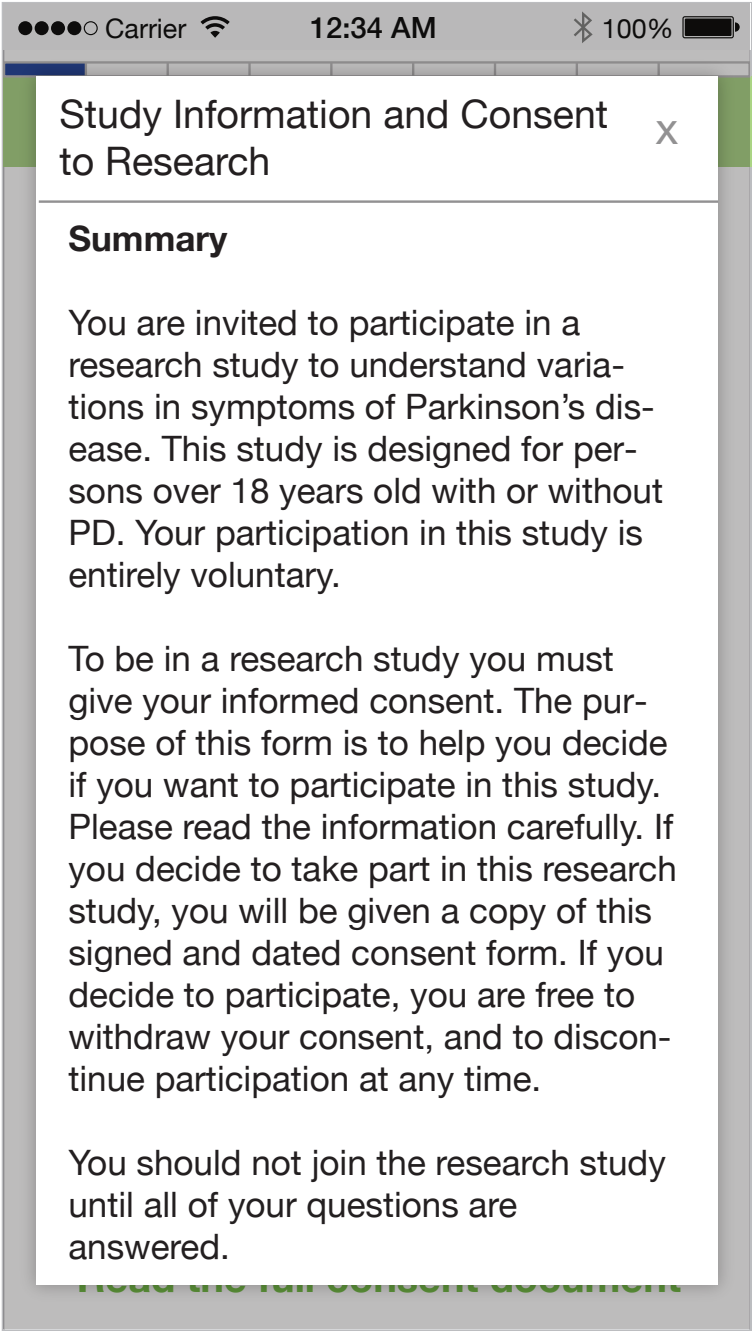 Carrier 12:34 AM 100%
Study Information and Consent
to Research
x
Summary
You are invited to participate in a
research study to understand varia-
tions in symptoms of Parkinson’s dis-
ease. This study is designed for per-
sons over 18 years old with or without
PD. Your participation in this study is
entirely voluntary.
To be in a research study you must
give your informed consent. The pur-
pose of this form is to help you decide
if you want to participate in this study.
Please read the information carefully. If
you decide to take part in this research
study, you will be given a copy of this
signed and dated consent form. If you
decide to participate, you are free to
withdraw your consent, and to discon-
tinue participation at any time.
You should not join the research study
until all of your questions are
answered.
Read the full consent document